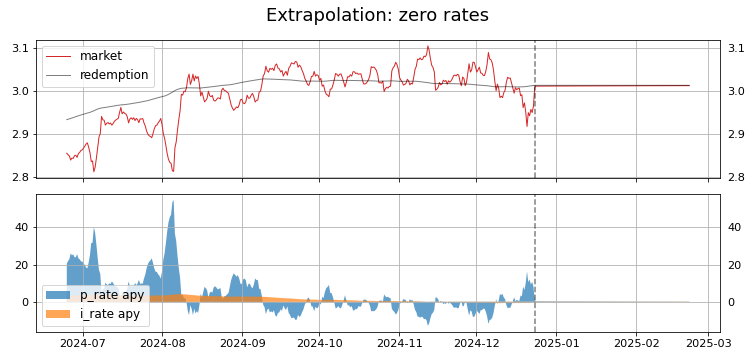 Extrapolation: zero rates
3.1 3.1
market
redemption
3.0 3.0
2.9 2.9
2.8 2.8
40 40
20 20
p_rate apy
i_rate apy
0 0
2024-07 2024-08 2024-09 2024-10 2024-11 2024-12 2025-01 2025-02 2025-03